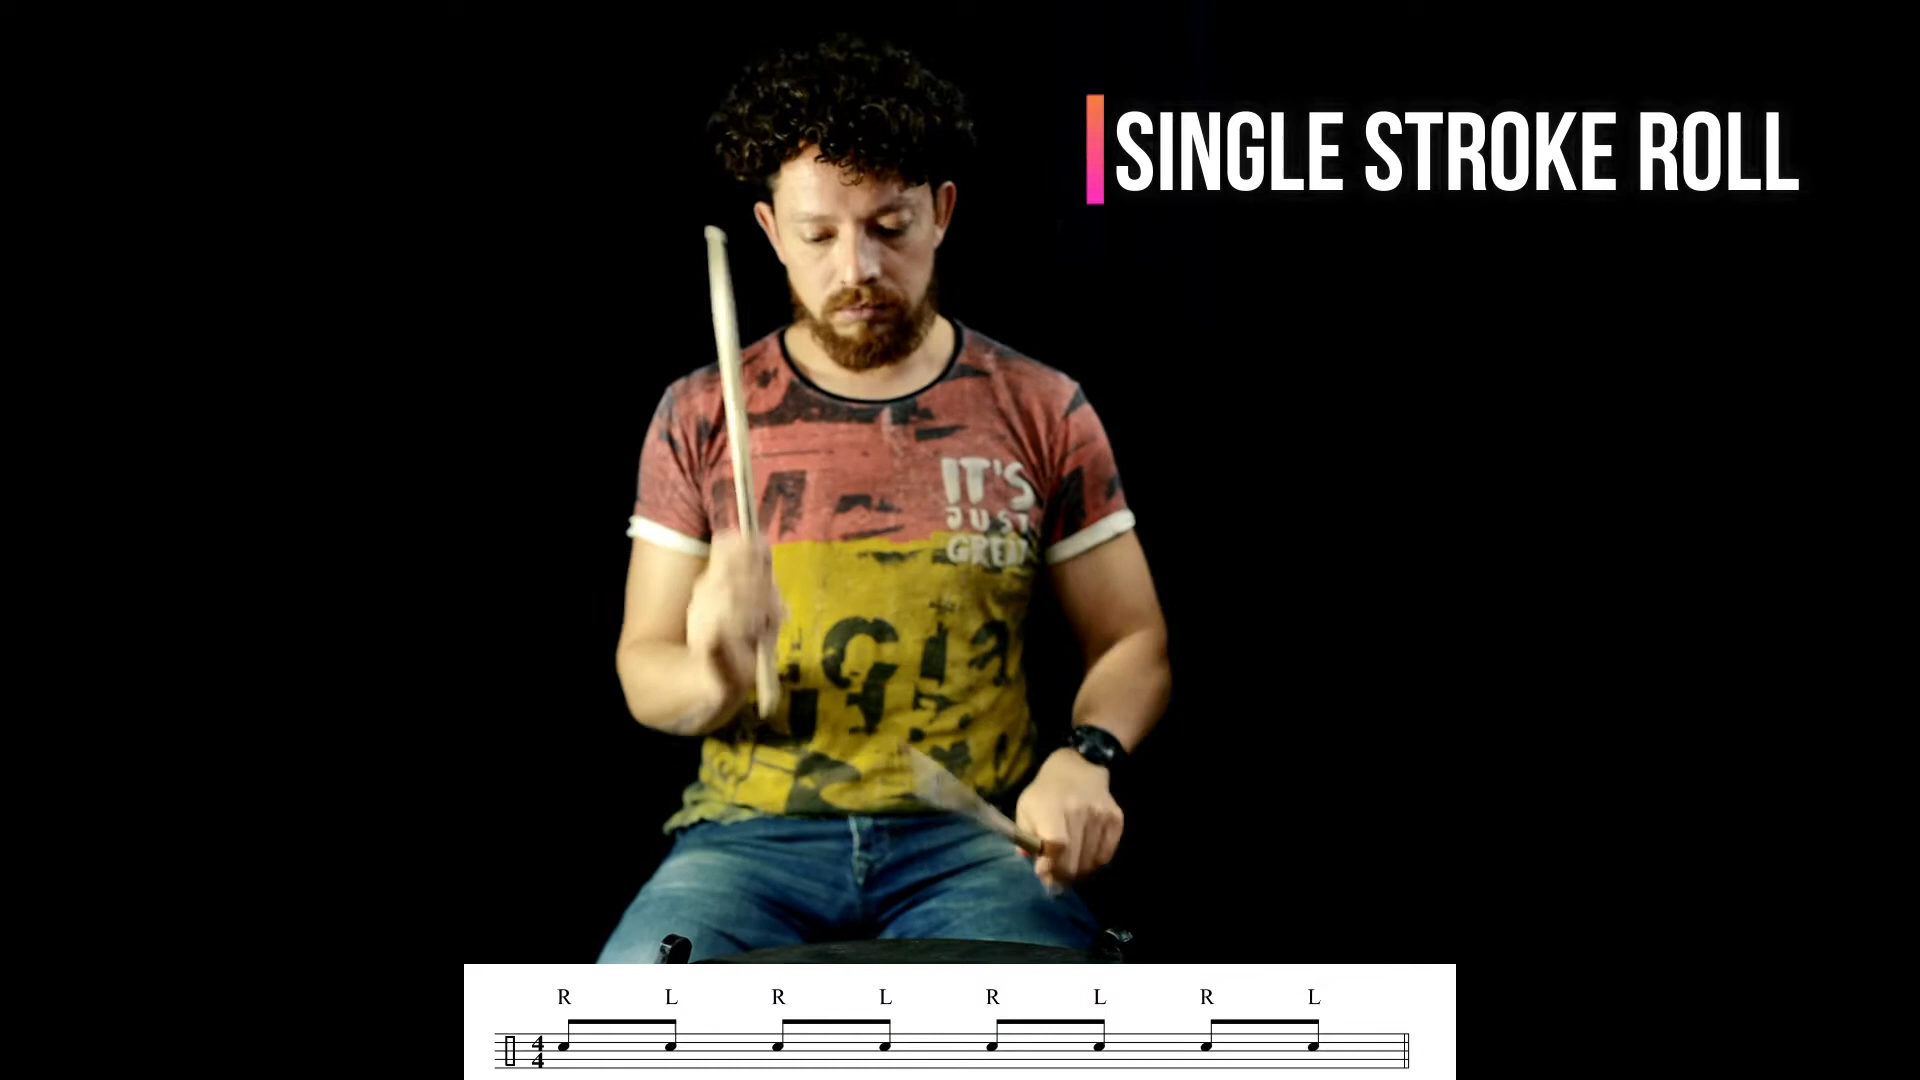 SINGLE STROKE ROLL
IT'S
JUST
GREAT
R L R L R L R L
4
4